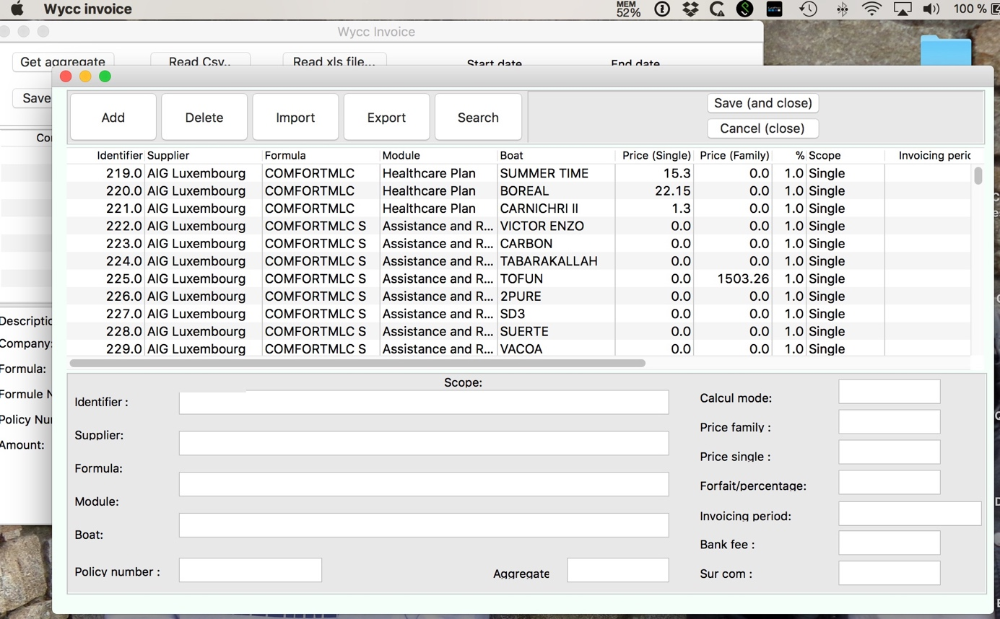 Wycc invoice
MEM
52%
100 %
Wycc Invoice
Get aggregate Read Csv.. Read xls file... Start date End date
Save
Add Delete Import Export Search
Save (and close)
Cancel (close)
Identifier Supplier Formula Module Boat Price (Single) Price (Family) % Scope Invoicing peric
219.0 AIG Luxembourg COMFORTMLC Healthcare Plan SUMMER TIME 15.3 0.0 1.0 Single
220.0 AIG Luxembourg COMFORTMLC Healthcare Plan BOREAL 22.15 0.0 1.0 Single
221.0 AIG Luxembourg COMFORTMLC Healthcare Plan CARNICHRI II 1.3 0.0 1.0 Single
222.0 AIG Luxembourg COMFORTMLC S Assistance and R... VICTOR ENZO 0.0 0.0 1.0 Single
223.0 AIG Luxembourg COMFORTMLC S Assistance and R... CARBON 0.0 0.0 1.0 Single
224.0 AIG Luxembourg COMFORTMLC S Assistance and R... TABARAKALLAH 0.0 0.0 1.0 Single
225.0 AIG Luxembourg COMFORTMLC S Assistance and R... TOFUN 0.0 1503.26 1.0 Single
226.0 AIG Luxembourg COMFORTMLC S Assistance and R... 2PURE 0.0 0.0 1.0 Single
227.0 AIG Luxembourg COMFORTMLC S Assistance and R... SD3 0.0 0.0 1.0 Single
228.0 AIG Luxembourg COMFORTMLC S Assistance and R... SUERTE 0.0 0.0 1.0 Single
229.0 AIG Luxembourg COMFORTMLC S Assistance and R... VACOA 0.0 0.0 1.0 Single
Descriptic
Company:
Formula:
Formule N
Policy Nur
Amount:
Scope:
Identifier :
Supplier:
Formula:
Module:
Boat:
Policy number :
Aggregate
Calcul mode:
Price family :
Price single :
Forfait/percentage:
Invoicing period:
Bank fee :
Sur com :